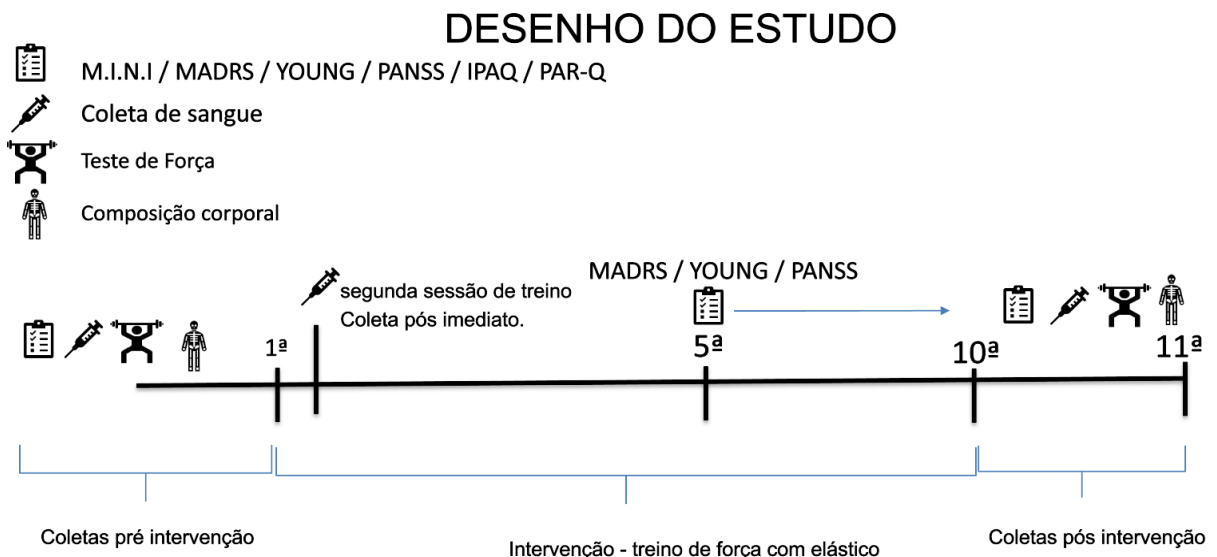 DESENHO DO ESTUDO
M.I.N.I / MADRS / YOUNG / PANSS / IPAQ / PAR-Q
Coleta de sangue
Teste de Força
Composição corporal
MADRS / YOUNG / PANSS
segunda sessão de treino
Coleta pós imediato.
1ª
5ª
10ª
11ª
Coletas pré intervenção
Intervenção - treino de força com elástico
Coletas pós intervenção